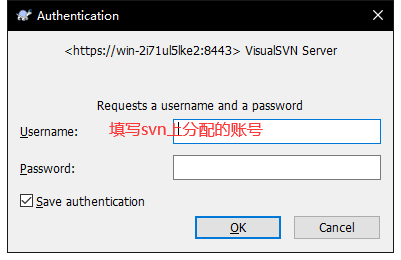 Authentication
<https://win-2i71ul5lke2:8443> VisualSVN Server
Requests a username and a password
Username:
填写svn上分配的账号
Password:
Save authentication
OK
Cancel